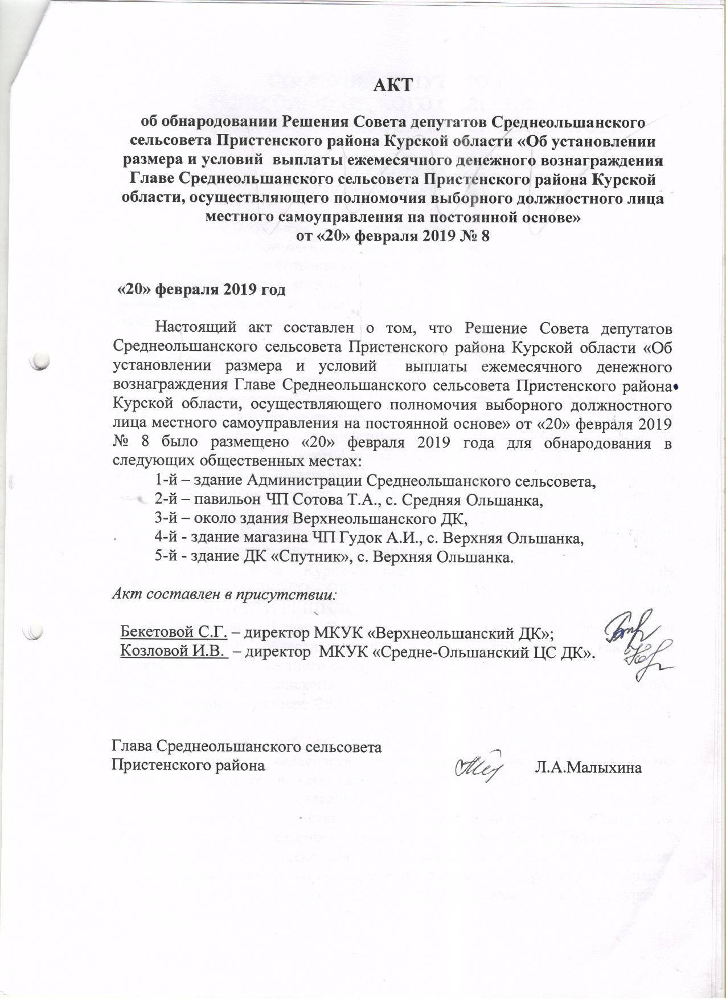 АКТ
об обнародовании Решения Совета депутатов Среднеольшанского
сельсовета Пристенского района Курской области «Об установлении
размера и условий выплаты ежемесячного денежного вознаграждения
Главе Среднеольшанского сельсовета Пристенского района Курской
области, осуществляющего полномочия выборного должностного лица
местного самоуправления на постоянной основе»
от «20» февраля 2019 № 8
«20» февраля 2019 год
Настоящий акт составлен о том, что Решение Совета депутатов
Среднеольшанского сельсовета Пристенского района Курской области «Об
установлении размера и условий выплаты ежемесячного денежного
вознаграждения Главе Среднеольшанского сельсовета Пристенского района
Курской области, осуществляющего полномочия выборного должностного
лица местного самоуправления на постоянной основе» от «20» февраля 2019
№ 8 было размещено «20» февраля 2019 года для обнародования в
следующих общественных местах:
1-й – здание Администрации Среднеольшанского сельсовета,
2-й – павильон ЧП Сотова Т.А., с. Средняя Ольшанка,
3-й – около здания Верхнеольшанского ДК,
4-й - здание магазина ЧП Гудок А.И., с. Верхняя Ольшанка,
5-й - здание ДК «Спутник», с. Верхняя Ольшанка.
Акт составлен в присутствии:
Бекетовой С.Г. – директор МКУК «Верхнеольшанский ДК»;
Козловой И.В. – директор МКУК «Средне-Ольшанский ЦС ДК».
Глава Среднеольшанского сельсовета
Пристенского района Л.А.Малыхина